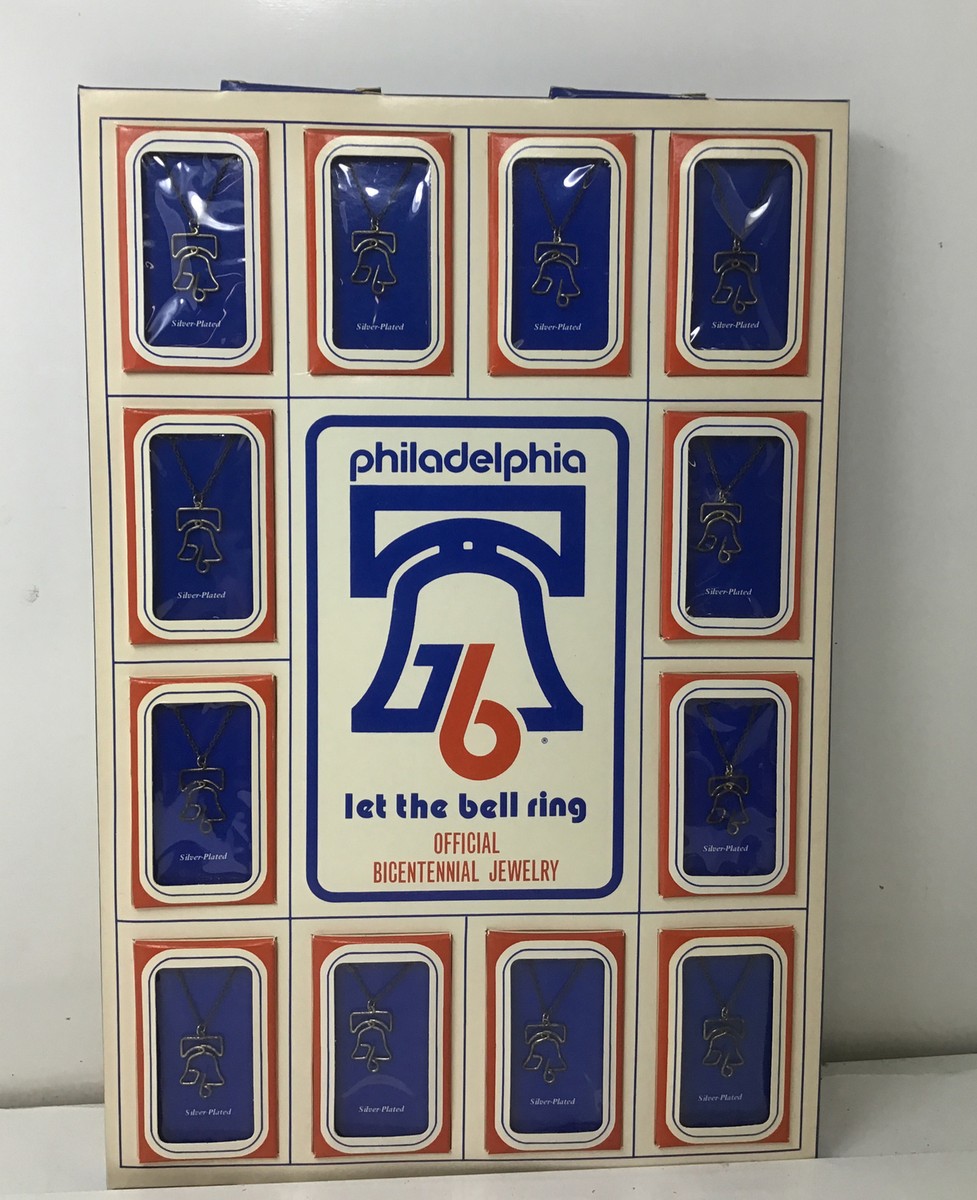 Silver-Plated
Silver-Plated
Silver-Plated
Silver-Plated
philadelphia
Silver-Plated
Silver-Plated
76
®
let the bell ring
OFFICIAL
BICENTENNIAL JEWELRY
Silver-Plated
Silver-Plated
Silver-Plated
Silver-Plated
Silver-Plated
Silver-Plated